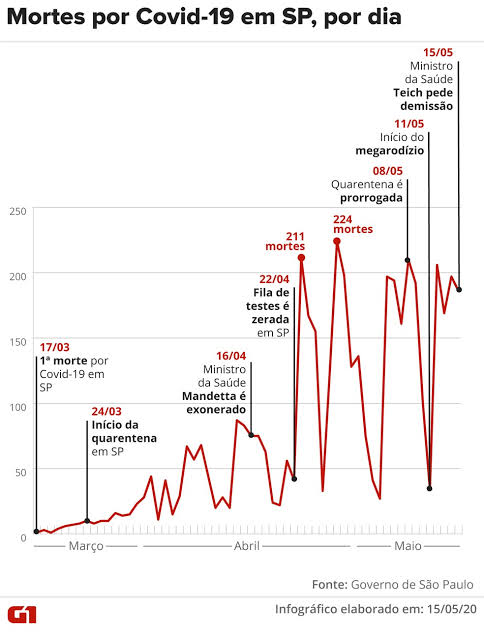 Mortes por Covid-19 em SP, por dia
15/05
Ministro
da Saúde
Teich pede
demissão
11/05
Início do
megarodízio
08/05
Quarentena é
prorrogada
250
211
mortes
224
mortes
200
22/04
Fila de
testes é
zerada
em SP
150
17/03
1ª morte por
Covid-19 em
SP
16/04
Ministro
da Saúde
Mandetta é
exonerado
100
24/03
Início da
quarentena
em SP
50
0
Março
Abril
Maio
Fonte: Governo de São Paulo
G1
Infográfico elaborado em: 15/05/20